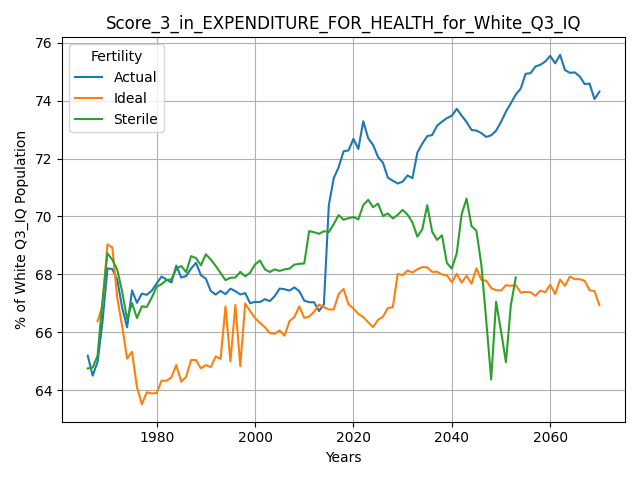 Score_3_in_EXPENDITURE_FOR_HEALTH_for_White_Q3_IQ
Fertility
Actual
Ideal
Sterile
% of White Q3_IQ Population
76
74
72
70
68
66
64
1980
2000
2020
2040
2060
Years